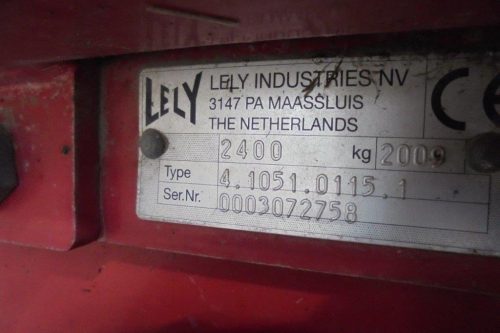 LELY
LELY INDUSTRIES NV
3147 PA MAASSLUIS
THE NETHERLANDS
CE
2400 kg 2009
Type 4.1051.0115.1
Ser.Nr. 0003072758